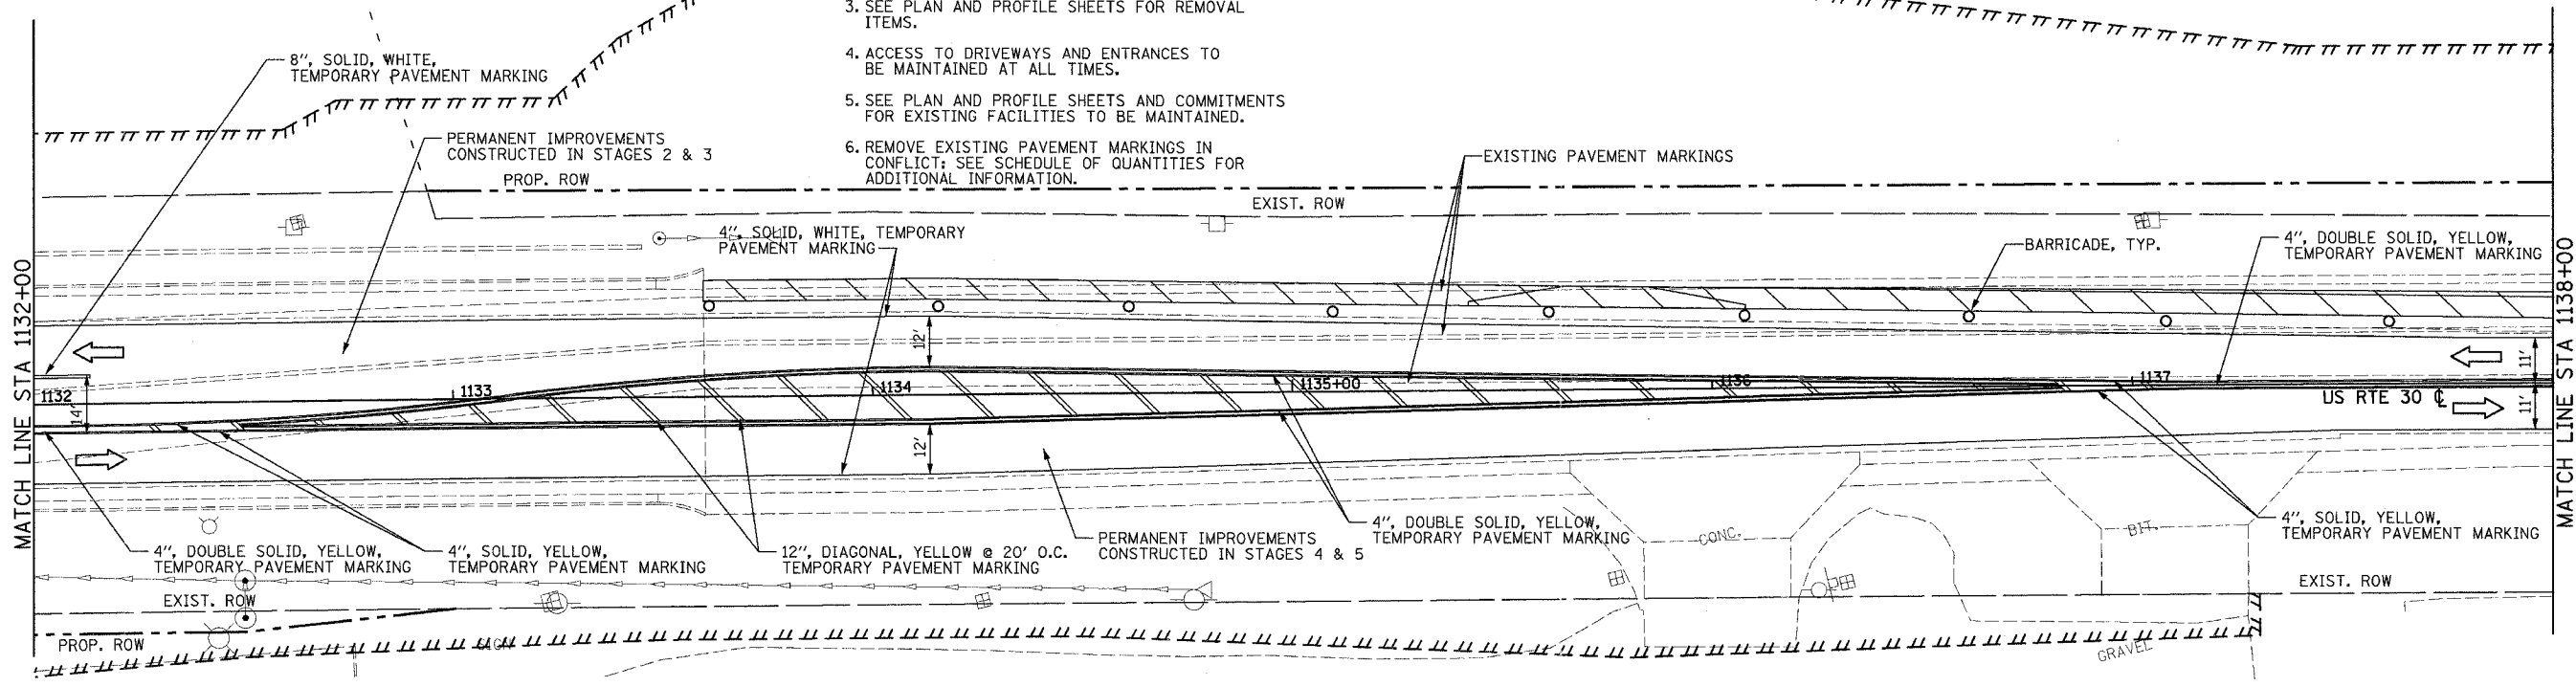 3. SEE PLAN AND PROFILE SHEETS FOR REMOVAL
ITEMS.
4. ACCESS TO DRIVEWAYS AND ENTRANCES TO
BE MAINTAINED AT ALL TIMES.
5. SEE PLAN AND PROFILE SHEETS AND COMMITMENTS
FOR EXISTING FACILITIES TO BE MAINTAINED.
6. REMOVE EXISTING PAVEMENT MARKINGS IN
CONFLICT: SEE SCHEDULE OF QUANTITIES FOR
ADDITIONAL INFORMATION.
8", SOLID, WHITE,
TEMPORARY PAVEMENT MARKING
PERMANENT IMPROVEMENTS
CONSTRUCTED IN STAGES 2 & 3
PROP. ROW
EXISTING PAVEMENT MARKINGS
EXIST. ROW
4", SOLID, WHITE, TEMPORARY
PAVEMENT MARKING
BARRICADE, TYP.
4", DOUBLE SOLID, YELLOW,
TEMPORARY PAVEMENT MARKING
MATCH LINE STA 1132+00
MATCH LINE STA 1138+00
12'
11'
1132
1133
1134
1135+00
1136
1137
14'
US RTE 30 ℄
11'
12'
4", DOUBLE SOLID, YELLOW,
TEMPORARY PAVEMENT MARKING
4", SOLID, YELLOW,
TEMPORARY PAVEMENT MARKING
12", DIAGONAL, YELLOW @ 20' O.C.
TEMPORARY PAVEMENT MARKING
PERMANENT IMPROVEMENTS
CONSTRUCTED IN STAGES 4 & 5
4", DOUBLE SOLID, YELLOW,
TEMPORARY PAVEMENT MARKING
CONC.
BIT.
4", SOLID, YELLOW,
TEMPORARY PAVEMENT MARKING
EXIST. ROW
EXIST. ROW
PROP. ROW
SIGN
GRAVEL